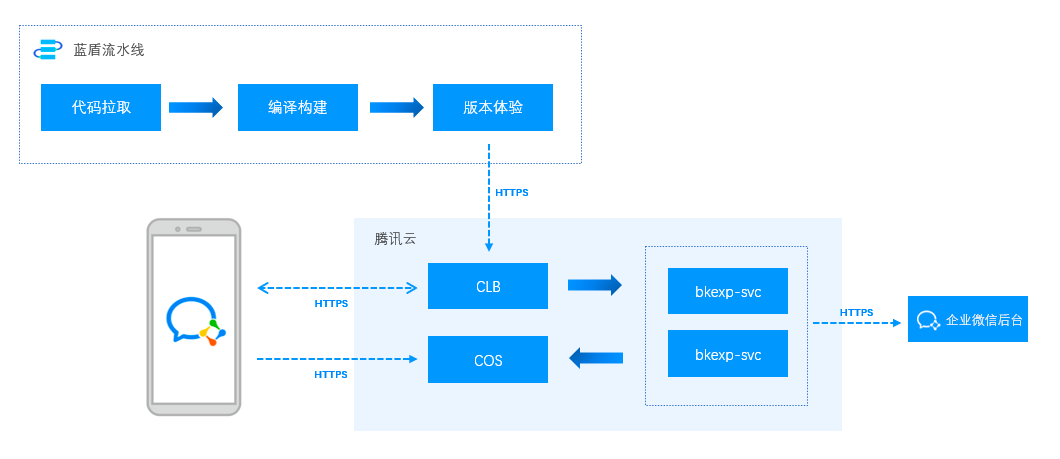 蓝盾流水线
代码拉取
编译构建
版本体验
HTTPS
腾讯云
CLB
bkexp-svc
HTTPS
HTTPS
企业微信后台
COS
bkexp-svc
HTTPS